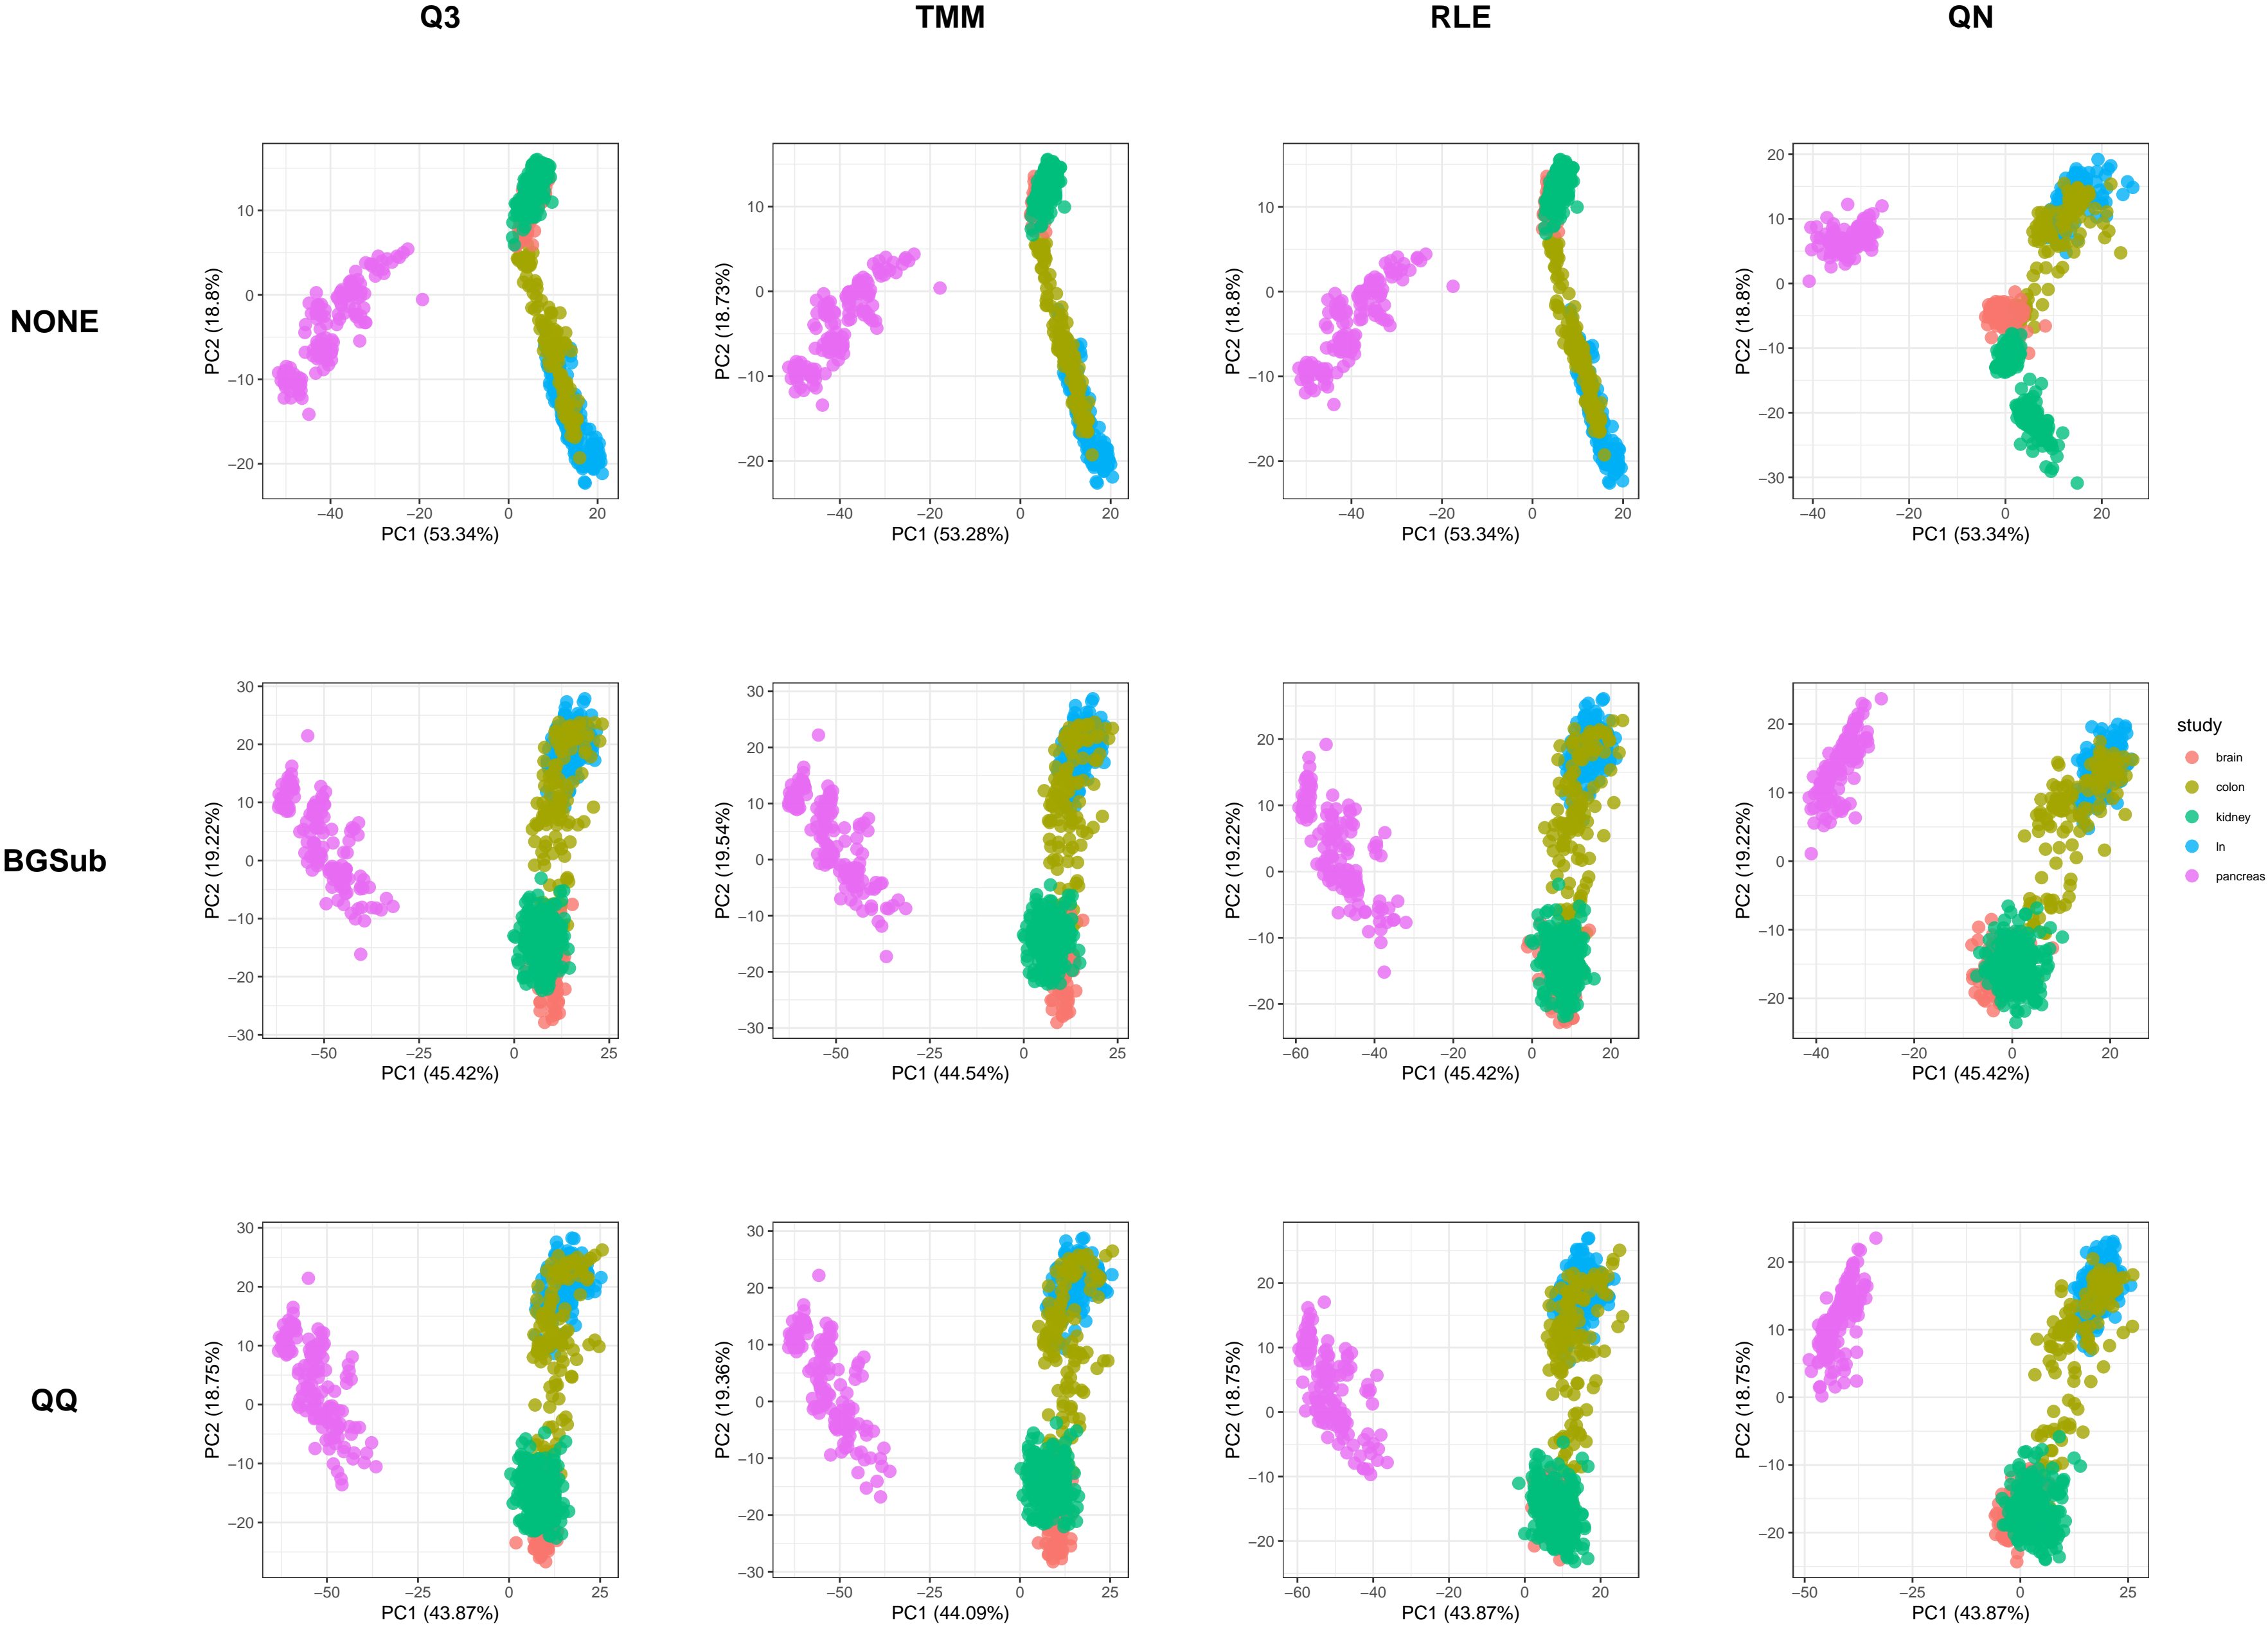 Q3 TMM RLE QN
NONE
PC2 (18.8%)
10
0
−10
−20
−40 −20 0 20
PC1 (53.34%)
PC2 (18.73%)
10
0
−10
−20
−40 −20 0 20
PC1 (53.28%)
PC2 (18.8%)
10
0
−10
−20
−40 −20 0 20
PC1 (53.34%)
PC2 (18.8%)
20
10
0
−10
−20
−30
−40 −20 0 20
PC1 (53.34%)
BGSub
PC2 (19.22%)
30
20
10
0
−10
−20
−30
−50 −25 0 25
PC1 (45.42%)
PC2 (19.54%)
30
20
10
0
−10
−20
−30
−50 −25 0 25
PC1 (44.54%)
PC2 (19.22%)
20
10
0
−10
−20
−60 −40 −20 0 20
PC1 (45.42%)
PC2 (19.22%)
20
10
0
−10
−20
−40 −20 0 20
PC1 (45.42%)
study
brain
colon
kidney
ln
pancreas
QQ
PC2 (18.75%)
30
20
10
0
−10
−20
−50 −25 0 25
PC1 (43.87%)
PC2 (19.36%)
30
20
10
0
−10
−20
−30
−50 −25 0 25
PC1 (44.09%)
PC2 (18.75%)
20
10
0
−10
−20
−60 −40 −20 0 20
PC1 (43.87%)
PC2 (18.75%)
20
10
0
−10
−20
−50 −25 0 25
PC1 (43.87%)